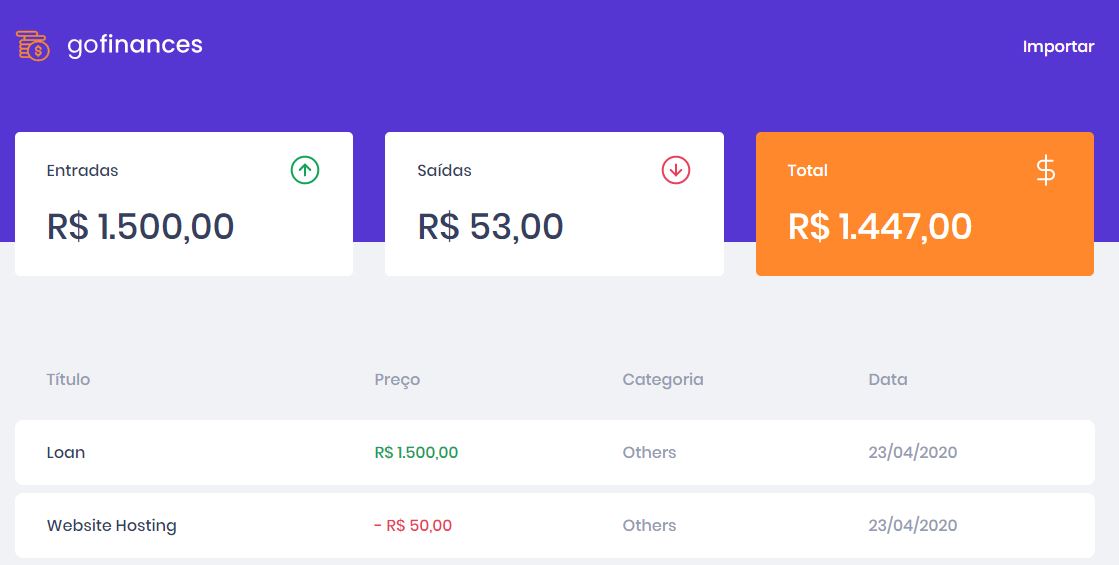 gofinances
Importar
Entradas
R$ 1.500,00
Saídas
R$ 53,00
Total
$
R$ 1.447,00
Título Preço Categoria Data
Loan R$ 1.500,00 Others 23/04/2020
Website Hosting - R$ 50,00 Others 23/04/2020